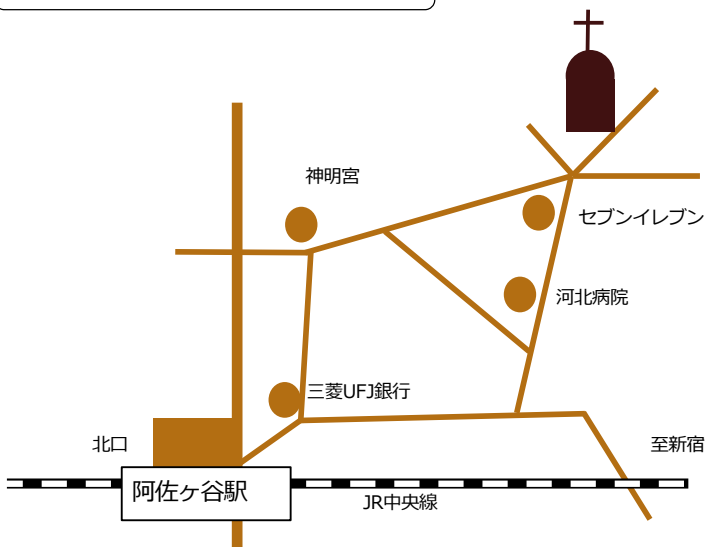 神明宮
セブンイレブン
河北病院
三菱UFJ銀行
北口
至新宿
阿佐ヶ谷駅
JR中央線